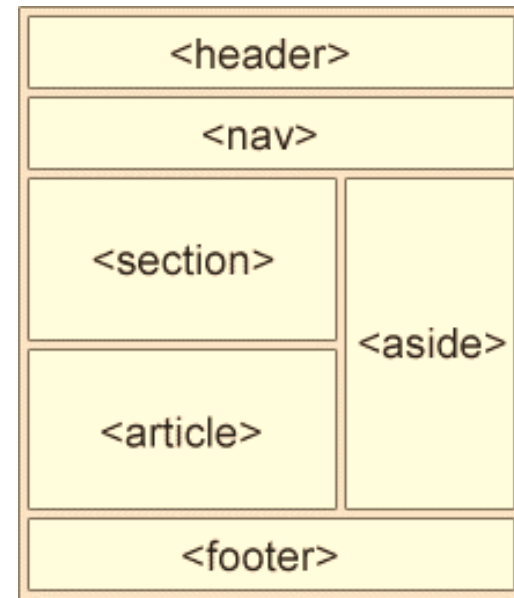 <header>
<nav>
<section>
<aside>
<article>
<footer>